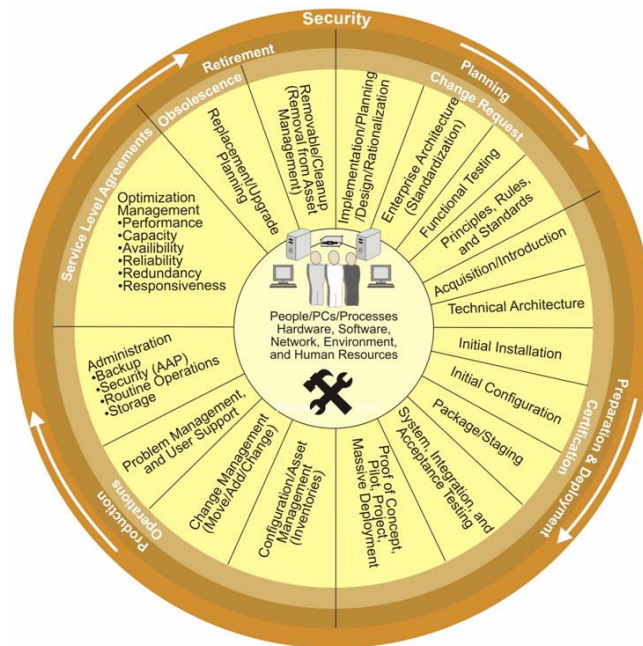 Security
Retirement
Planning
Obsolescence
Change Request
Service Level Agreements
Preparation & Deployment
Certification
Operations
Production
Implementation/Planning
/Design/Rationalization
Enterprise Architecture
(Standardization)
Functional Testing
Principles, Rules,
and Standards
Acquisition/Introduction
Technical Architecture
Initial Installation
Initial Configuration
Package/Staging
System, Integration, and
Acceptance Testing
Proof of Concept,
Pilot, Project,
Massive Deployment
Configuration/Asset
Management
(Inventories)
Change Management
(Move/Add/Change)
Problem Management,
and User Support
Administration
•Backup
•Security (AAP)
•Routine Operations
•Storage
Optimization
Management
•Performance
•Capacity
•Availibility
•Reliability
•Redundancy
•Responsiveness
Replacement/Upgrade
Planning
Removable/Cleanup
(Removal from Asset
Management)
People/PCs/Processes
Hardware, Software,
Network, Environment,
and Human Resources